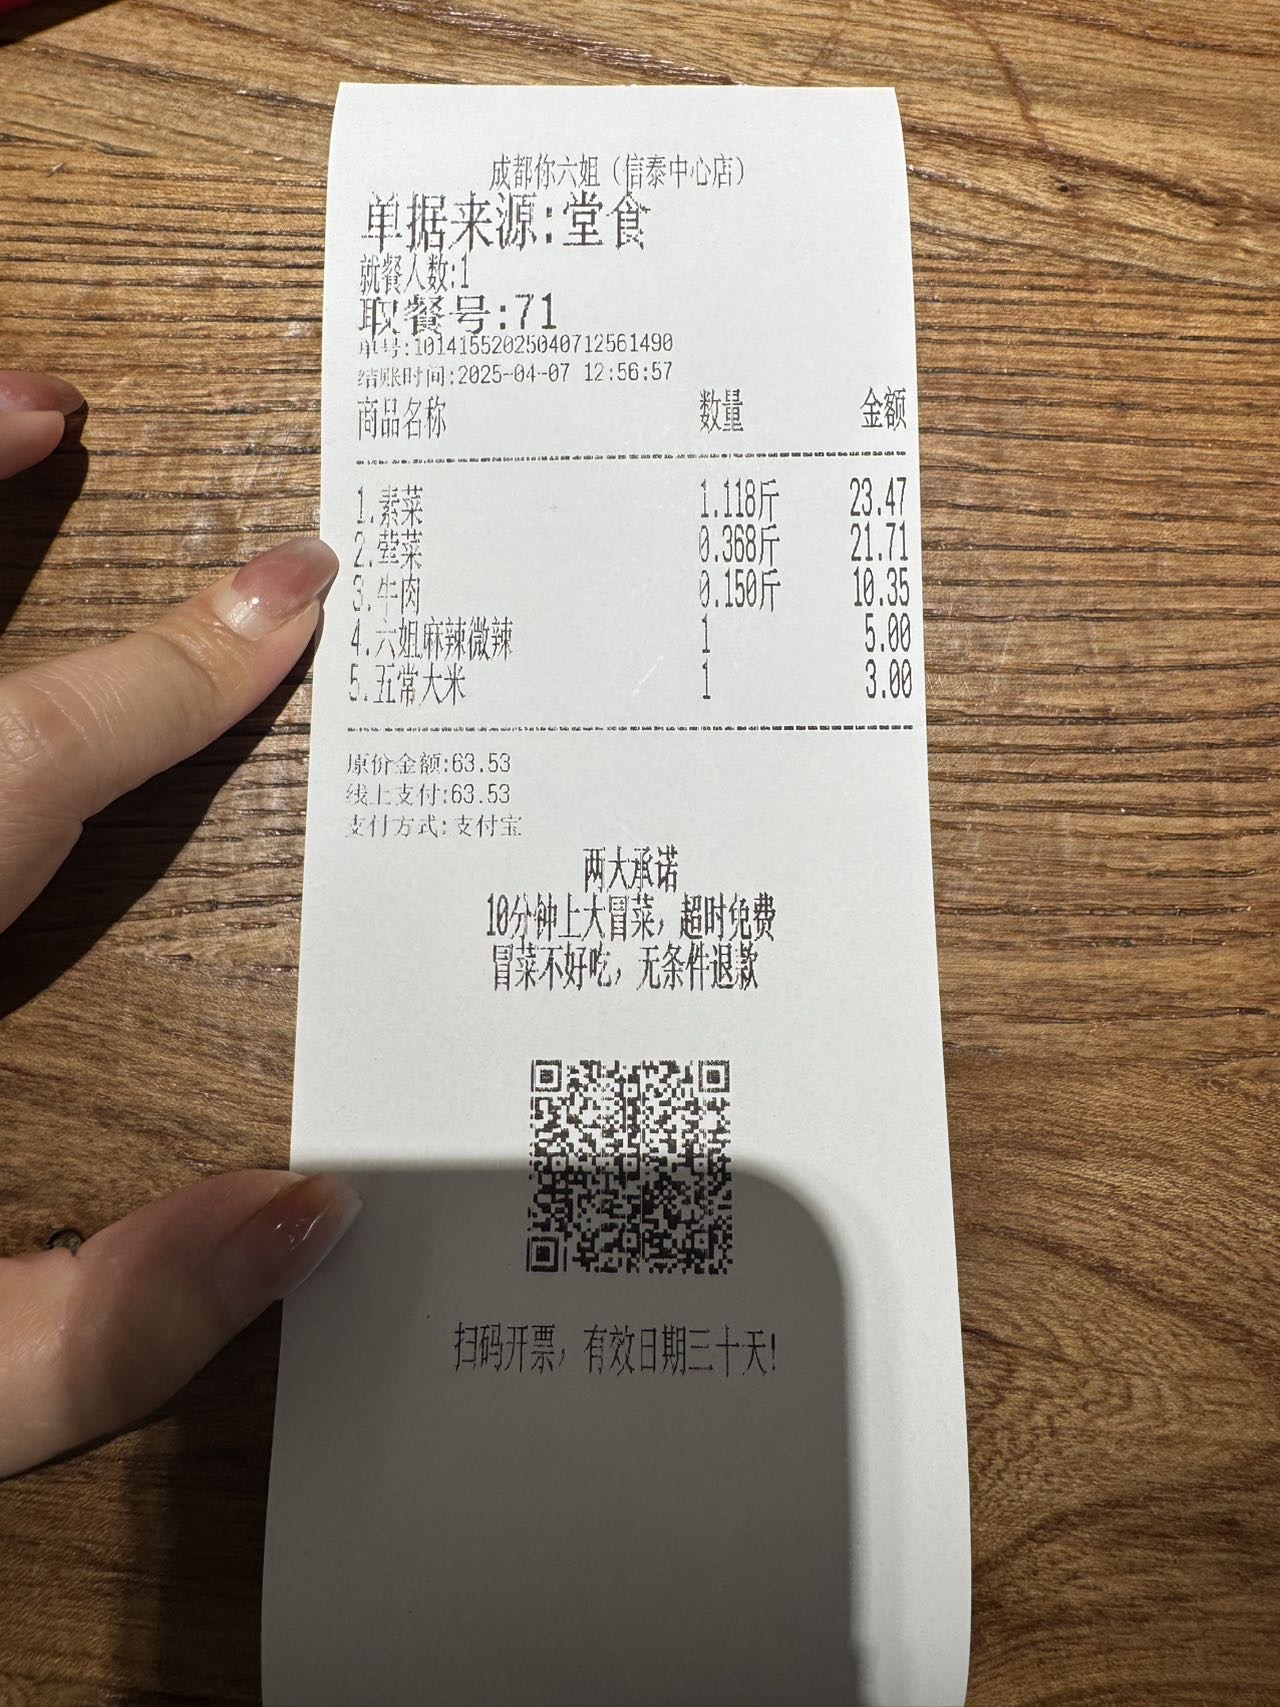 成都你六姐（信泰中心店）
单据来源:堂食
就餐人数:1
取餐号:71
单号:10141552025040712561490
结账时间:2025-04-07 12:56:57
商品名称 数量 金额
1.素菜 1.118斤 23.47
2.荤菜 0.368斤 21.71
3.牛肉 0.150斤 10.35
4.六姐麻辣微辣 1 5.00
5.五常大米 1 3.00
原价金额:63.53
线上支付:63.53
支付方式:支付宝
两大承诺
10分钟上大冒菜，超时免费
冒菜不好吃，无条件退款
扫码开票，有效日期三十天!